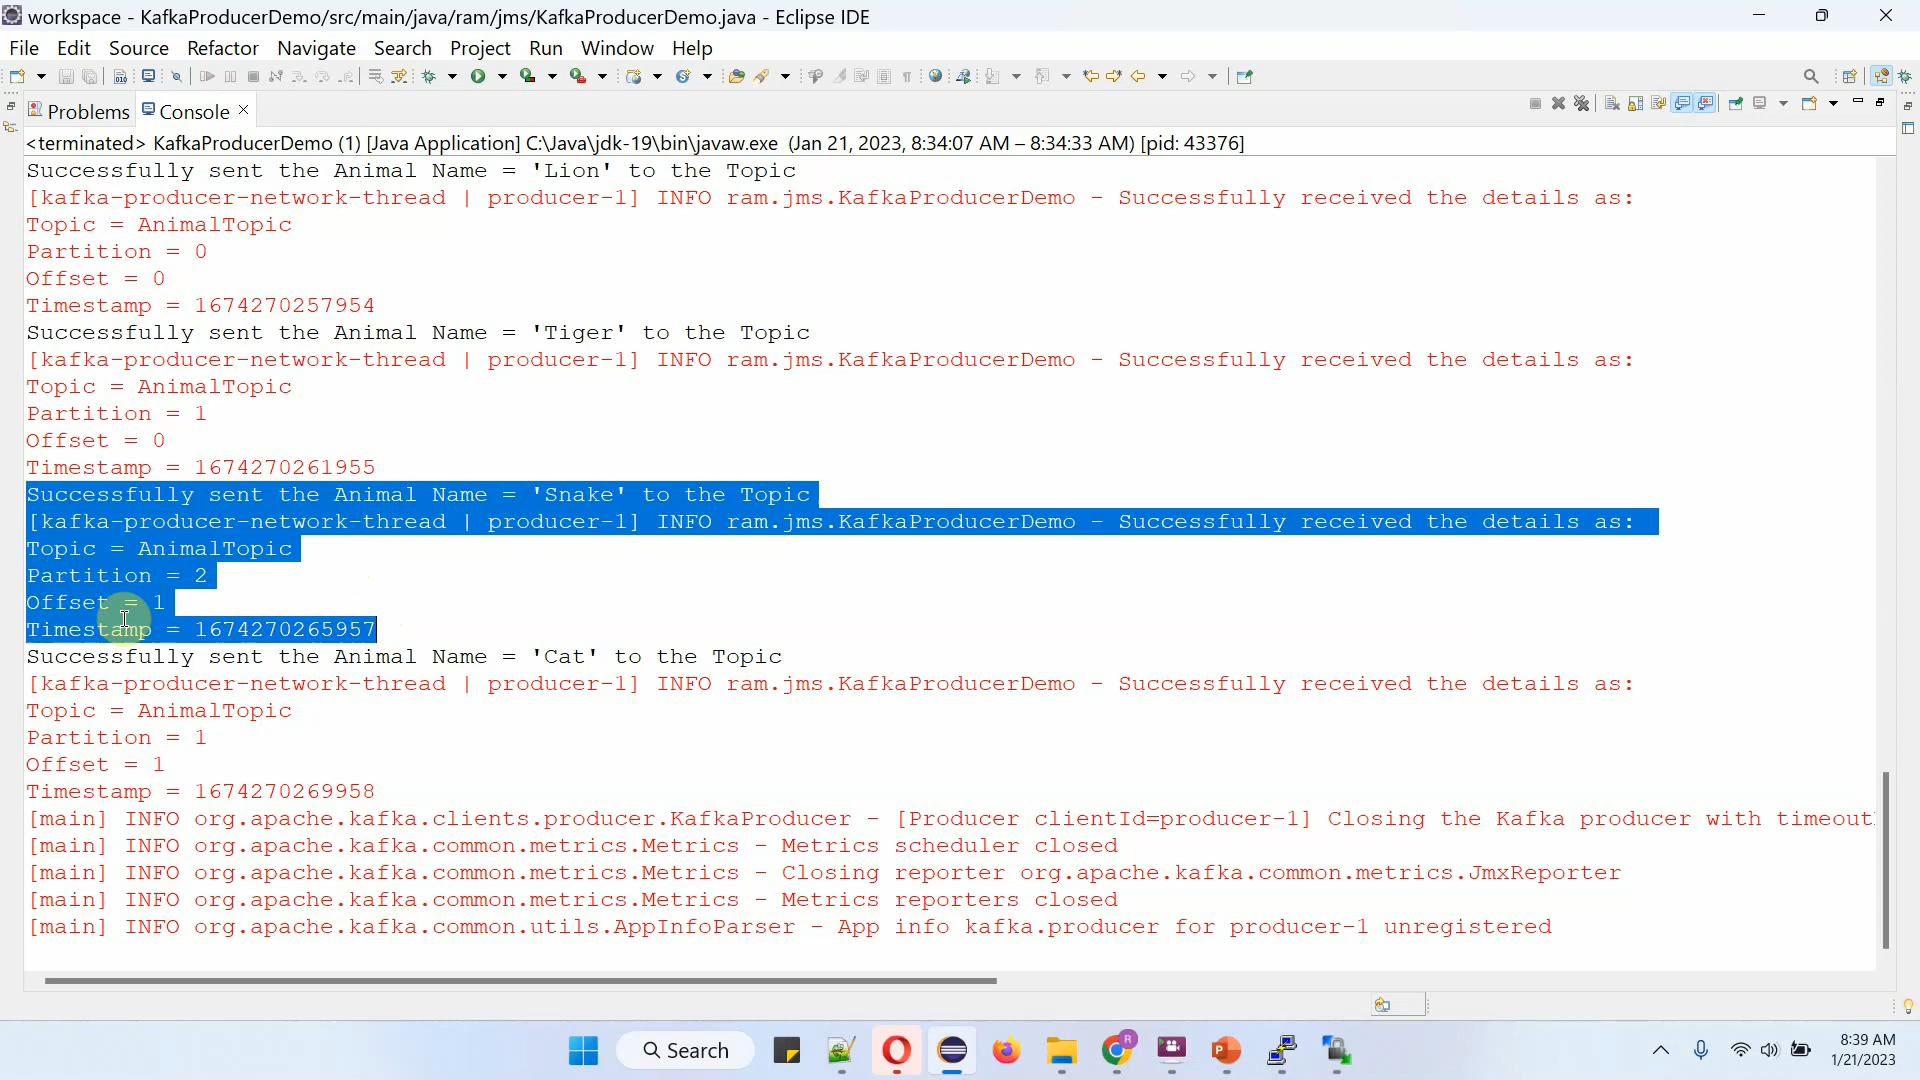 workspace - KafkaProducerDemo/src/main/java/ram/jms/KafkaProducerDemo.java - Eclipse IDE
File Edit Source Refactor Navigate Search Project Run Window Help
Problems Console
<terminated> KafkaProducerDemo (1) [Java Application] C:\Java\jdk-19\bin\javaw.exe (Jan 21, 2023, 8:34:07 AM – 8:34:33 AM) [pid: 43376]
Successfully sent the Animal Name = 'Lion' to the Topic
[kafka-producer-network-thread | producer-1] INFO ram.jms.KafkaProducerDemo - Successfully received the details as:
Topic = AnimalTopic
Partition = 0
Offset = 0
Timestamp = 1674270257954
Successfully sent the Animal Name = 'Tiger' to the Topic
[kafka-producer-network-thread | producer-1] INFO ram.jms.KafkaProducerDemo - Successfully received the details as:
Topic = AnimalTopic
Partition = 1
Offset = 0
Timestamp = 1674270261955
Successfully sent the Animal Name = 'Snake' to the Topic
[kafka-producer-network-thread | producer-1] INFO ram.jms.KafkaProducerDemo - Successfully received the details as:
Topic = AnimalTopic
Partition = 2
Offset = 1
Timestamp = 1674270265957
Successfully sent the Animal Name = 'Cat' to the Topic
[kafka-producer-network-thread | producer-1] INFO ram.jms.KafkaProducerDemo - Successfully received the details as:
Topic = AnimalTopic
Partition = 1
Offset = 1
Timestamp = 1674270269958
[main] INFO org.apache.kafka.clients.producer.KafkaProducer - [Producer clientId=producer-1] Closing the Kafka producer with timeout
[main] INFO org.apache.kafka.common.metrics.Metrics - Metrics scheduler closed
[main] INFO org.apache.kafka.common.metrics.Metrics - Closing reporter org.apache.kafka.common.metrics.JmxReporter
[main] INFO org.apache.kafka.common.metrics.Metrics - Metrics reporters closed
[main] INFO org.apache.kafka.common.utils.AppInfoParser - App info kafka.producer for producer-1 unregistered
Search
8:39 AM
1/21/2023